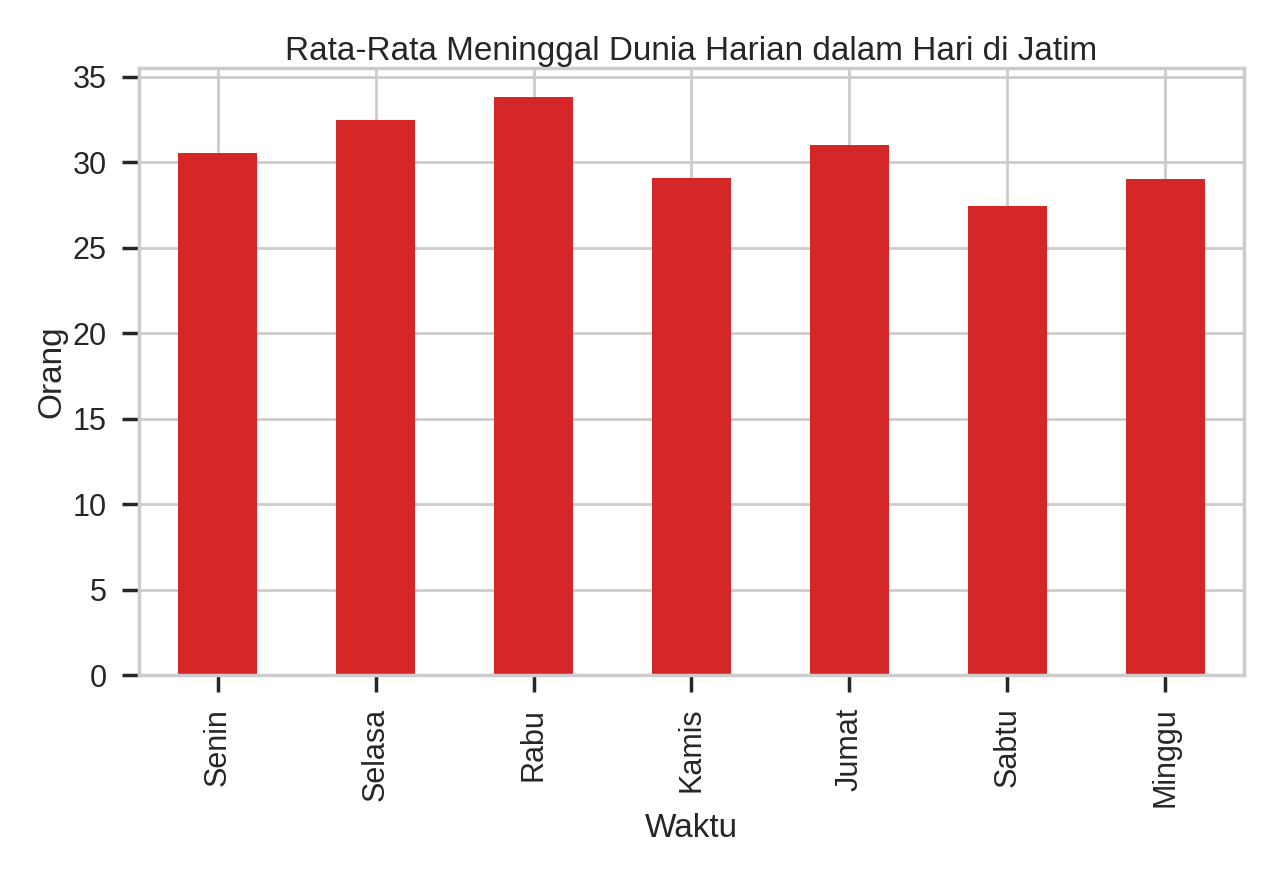 Rata-Rata Meninggal Dunia Harian dalam Hari di Jatim
35
30
25
20
15
10
5
0
Orang
Senin
Selasa
Rabu
Kamis
Jumat
Sabtu
Minggu
Waktu